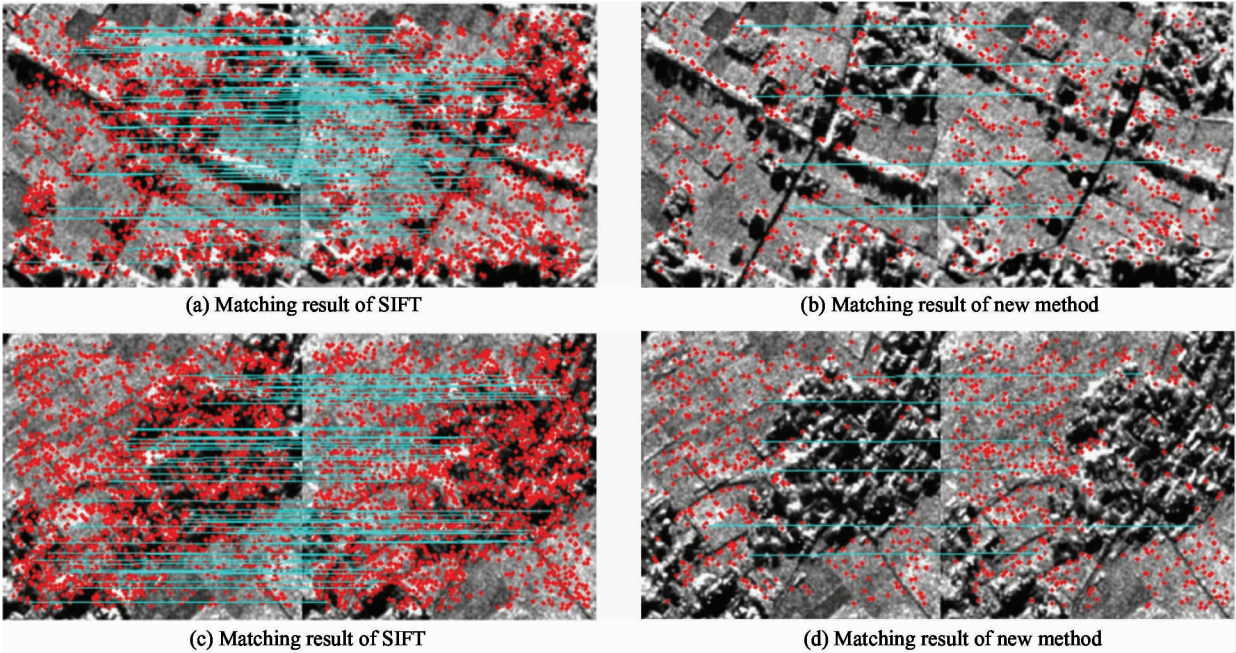 (a) Matching result of SIFT
(b) Matching result of new method
(c) Matching result of SIFT
(d) Matching result of new method